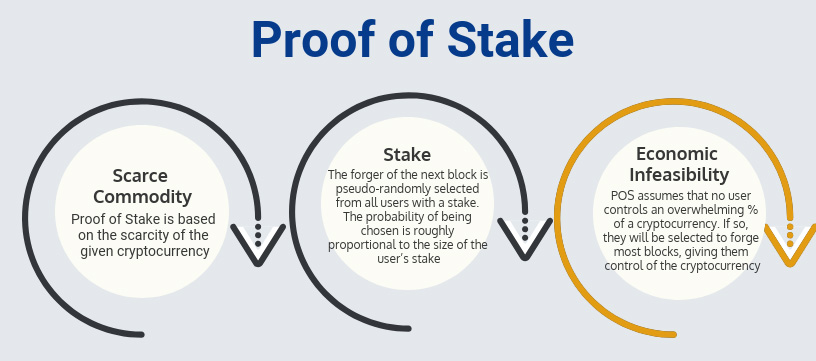 Proof of Stake
Scarce
Commodity
Proof of Stake is based
on the scarcity of the
given cryptocurrency
Stake
The forger of the next block is
pseudo-randomly selected
from all users with a stake.
The probability of being
chosen is roughly
proportional to the size of the
user's stake
Economic
Infeasibility
POS assumes that no user
controls an overwhelming %
of a cryptocurrency. If so,
they will be selected to forge
most blocks, giving them
control of the cryptocurrency